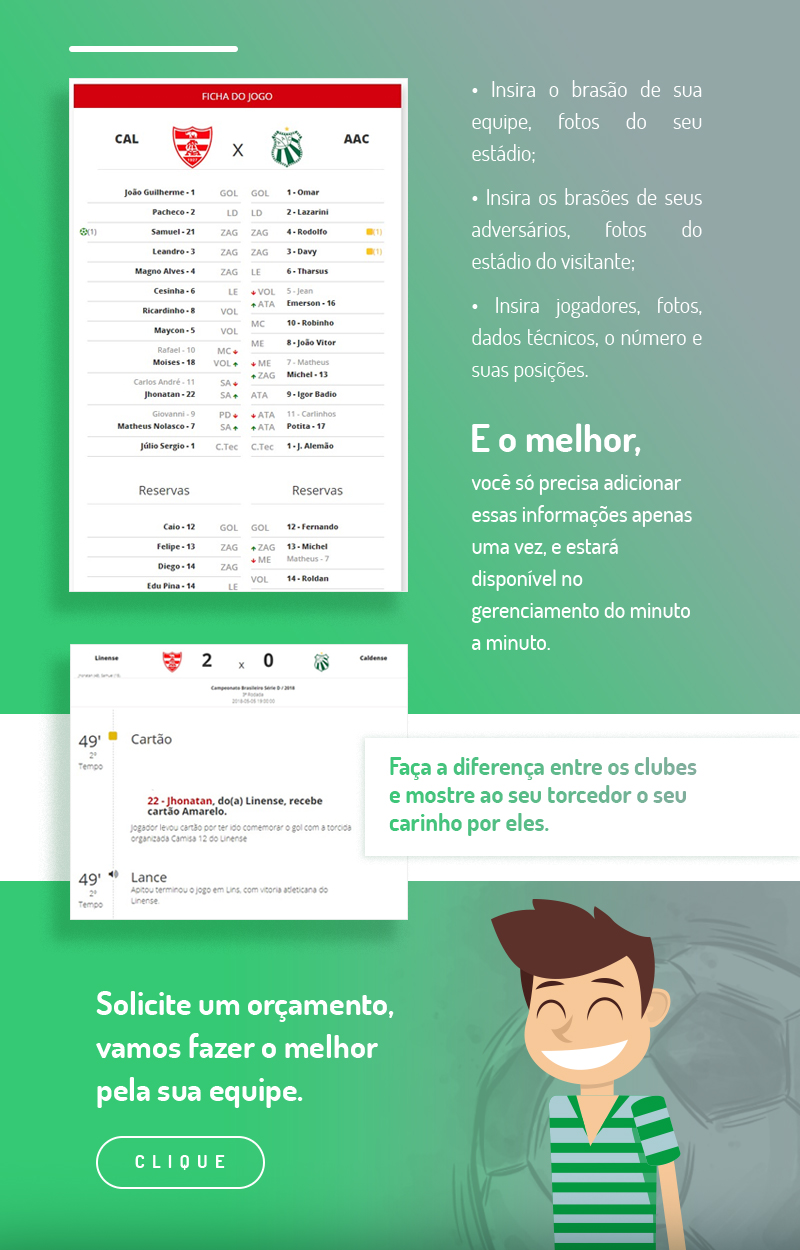 FICHA DO JOGO
CAL X AAC
João Guilherme - 1 GOL GOL 1 - Omar
Pacheco - 2 LD LD 2 - Lazarini
(1) Samuel - 21 ZAG ZAG 4 - Rodolfo (1)
Leandro - 3 ZAG ZAG 3 - Davy (1)
Magno Alves - 4 ZAG LE 6 - Tharsus
Cesinha - 6 LE VOL 5 - Jean
ATA Emerson - 16
Ricardinho - 8 VOL
MC 10 - Robinho
Maycon - 5 VOL
ME 8 - João Vitor
Rafael - 10 MC
Moises - 18 VOL
ME 7 - Matheus
ZAG Michel - 13
Carlos André - 11 SA
Jhonatan - 22 SA
ATA 9 - Igor Badio
Giovanni - 9 PD ATA 11 - Carlinhos
Matheus Nolasco - 7 SA ATA Potita - 17
Júlio Sergio - 1 C.Tec C.Tec 1 - J. Alemão
Reservas Reservas
Caio - 12 GOL GOL 12 - Fernando
Felipe - 13 ZAG ZAG 13 - Michel
ME Matheus - 7
Diego - 14 ZAG
VOL 14 - Roldan
Edu Pina - 14 LE
• Insira o brasão de sua
equipe, fotos do seu
estádio;
• Insira os brasões de seus
adversários, fotos do
estádio do visitante;
• Insira jogadores, fotos,
dados técnicos, o número e
suas posições.
E o melhor,
você só precisa adicionar
essas informações apenas
uma vez, e estará
disponível no
gerenciamento do minuto
a minuto.
Linense 2 x 0 Caldense
Campeonato Brasileiro Série D / 2018
3ª Rodada
49' Cartão
2º
Tempo
22 - Jhonatan, do(a) Linense, recebe
cartão Amarelo.
Jogador levou cartão por ter ido comemorar o gol com a torcida
organizada Camisa 12 do Linense
49' Lance
2º
Tempo
Apitou terminou o jogo em Lins, com vitoria atleticana do
Linense.
Faça a diferença entre os clubes
e mostre ao seu torcedor o seu
carinho por eles.
Solicite um orçamento,
vamos fazer o melhor
pela sua equipe.
CLIQUE